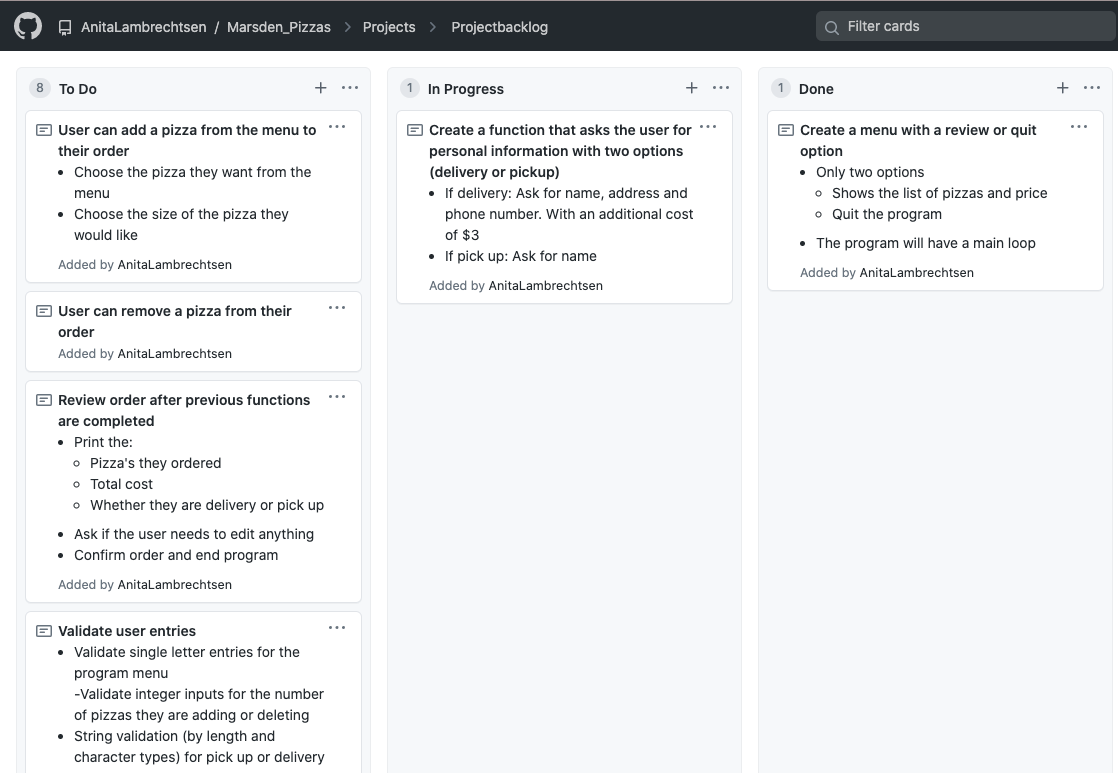 AnitaLambrechtsen / Marsden_Pizzas > Projects > Projectbacklog
Filter cards
8 To Do + ...
User can add a pizza from the menu to ...
their order
• Choose the pizza they want from the
menu
• Choose the size of the pizza they
would like
Added by AnitaLambrechtsen
User can remove a pizza from their ...
order
Added by AnitaLambrechtsen
Review order after previous functions ...
are completed
• Print the:
◦ Pizza's they ordered
◦ Total cost
◦ Whether they are delivery or pick up
• Ask if the user needs to edit anything
• Confirm order and end program
Added by AnitaLambrechtsen
Validate user entries ...
• Validate single letter entries for the
program menu
-Validate integer inputs for the number
of pizzas they are adding or deleting
• String validation (by length and
character types) for pick up or delivery
1 In Progress + ...
Create a function that asks the user for ...
personal information with two options
(delivery or pickup)
• If delivery: Ask for name, address and
phone number. With an additional cost
of $3
• If pick up: Ask for name
Added by AnitaLambrechtsen
1 Done + ...
Create a menu with a review or quit ...
option
• Only two options
◦ Shows the list of pizzas and price
◦ Quit the program
• The program will have a main loop
Added by AnitaLambrechtsen